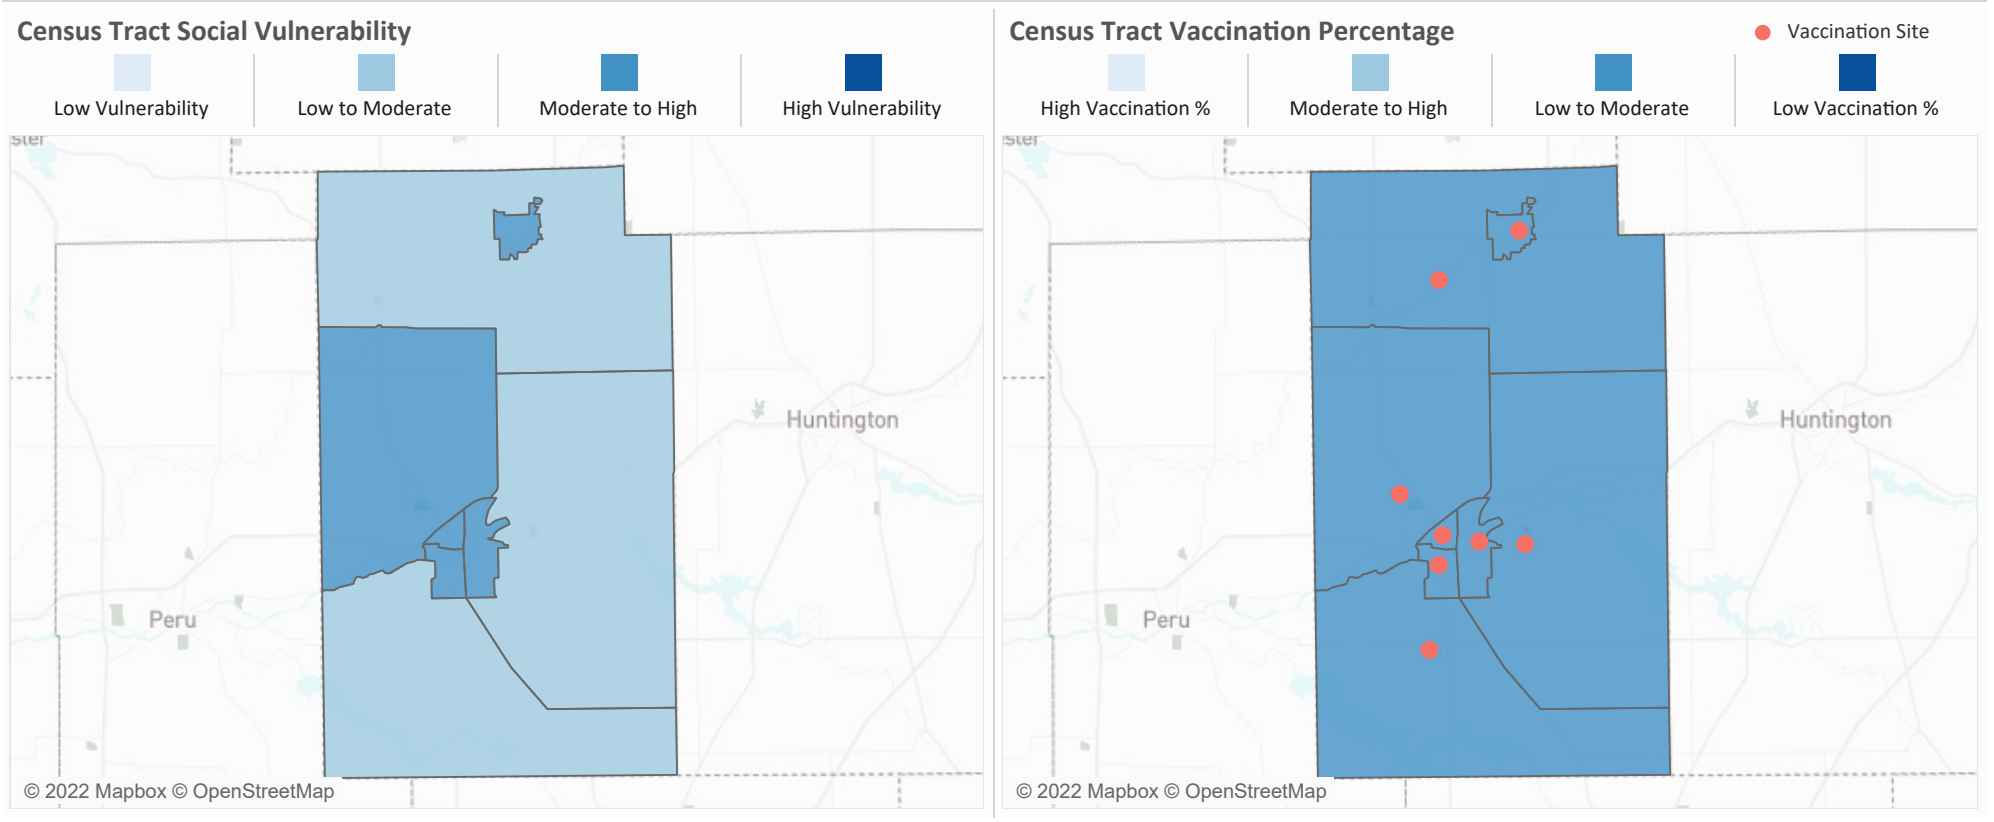 Census Tract Social Vulnerability
Low Vulnerability
Low to Moderate
Moderate to High
High Vulnerability
ster
Huntington
Peru
© 2022 Mapbox © OpenStreetMap
Census Tract Vaccination Percentage
Vaccination Site
High Vaccination %
Moderate to High
Low to Moderate
Low Vaccination %
ster
Huntington
Peru
© 2022 Mapbox © OpenStreetMap